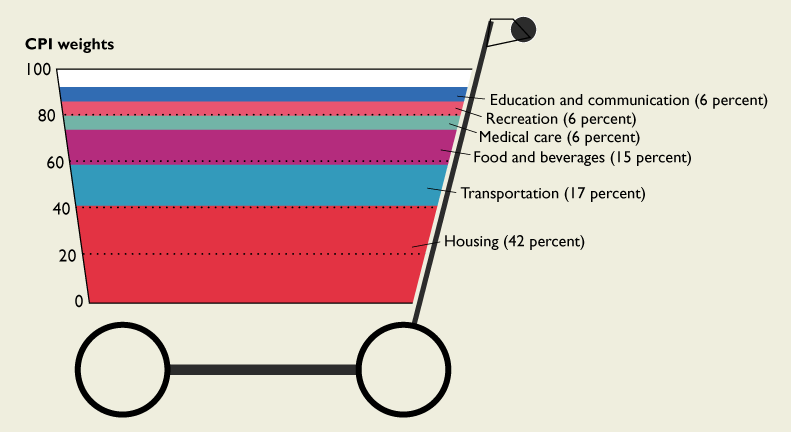 CPI weights
100
80
60
40
20
0
Education and communication (6 percent)
Recreation (6 percent)
Medical care (6 percent)
Food and beverages (15 percent)
Transportation (17 percent)
Housing (42 percent)